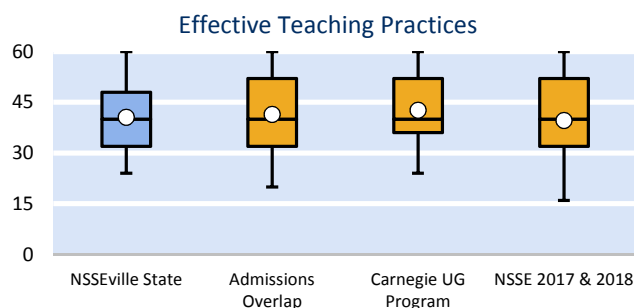 Effective Teaching Practices
60
45
30
15
0
NSSEville State
Admissions
Overlap
Carnegie UG
Program
NSSE 2017 & 2018